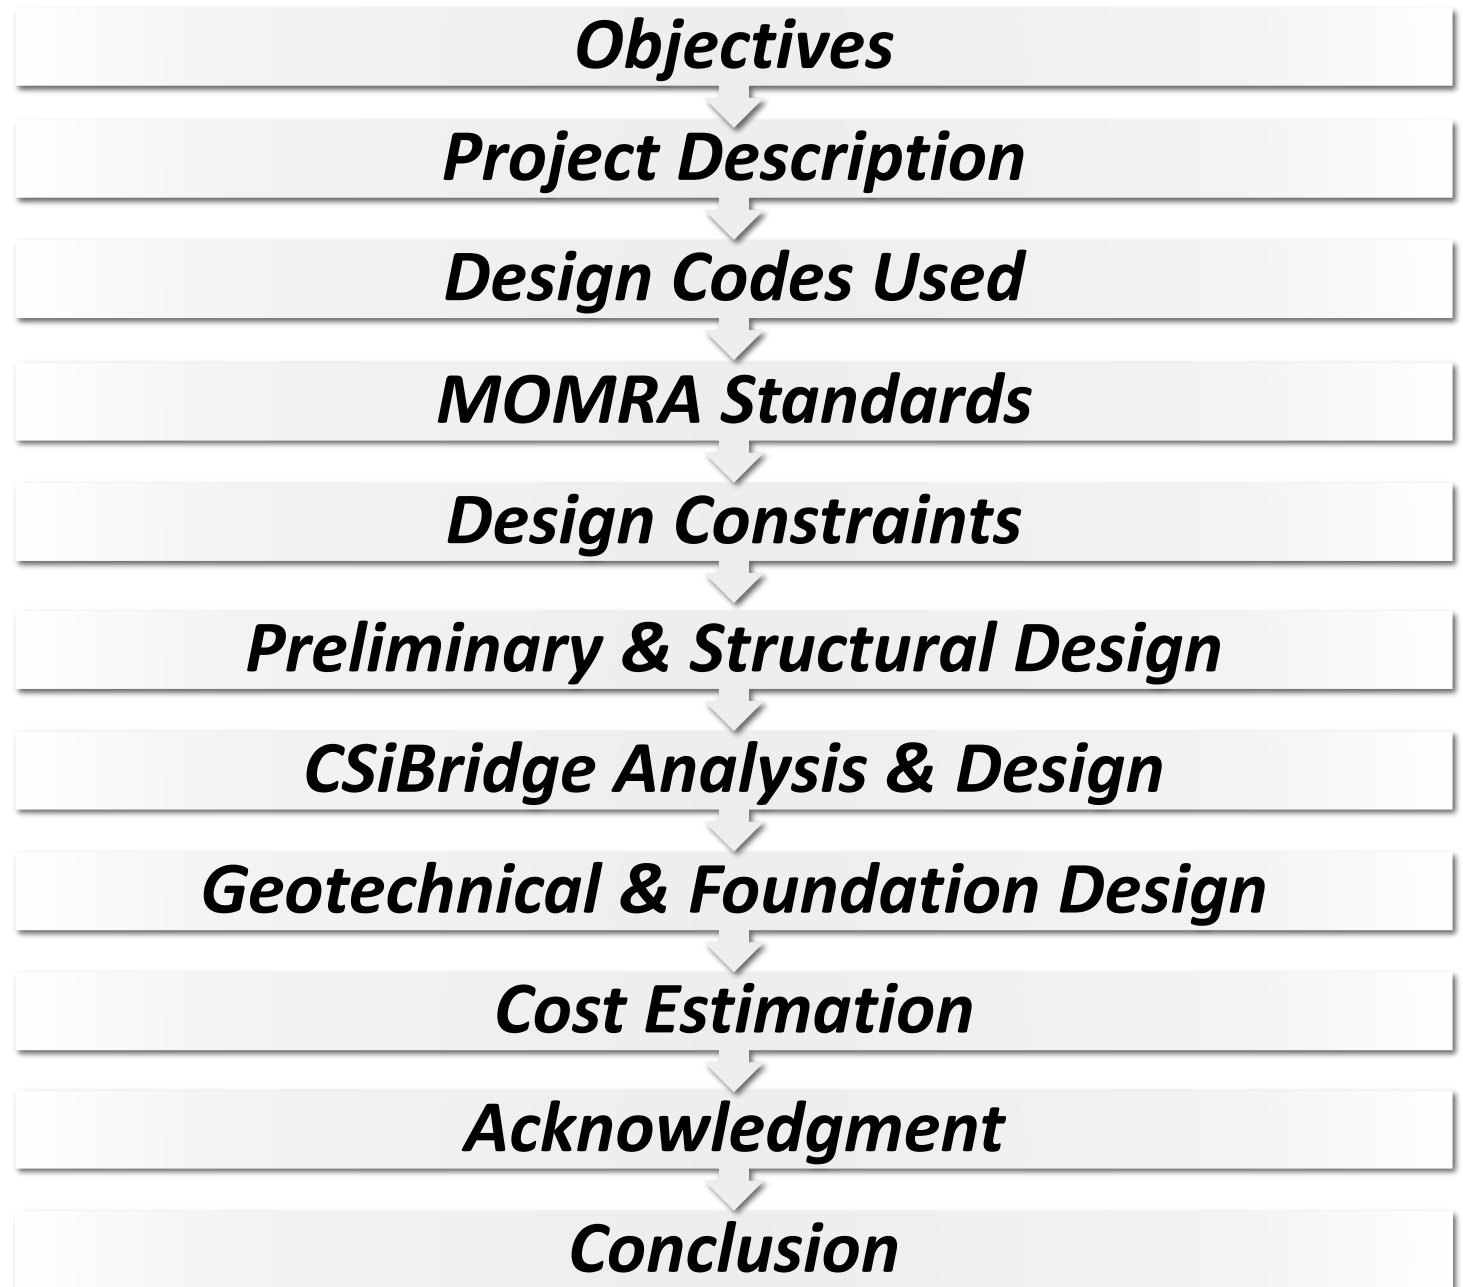 Objectives
Project Description
Design Codes Used
MOMRA Standards
Design Constraints
Preliminary & Structural Design
CSiBridge Analysis & Design
Geotechnical & Foundation Design
Cost Estimation
Acknowledgment
Conclusion